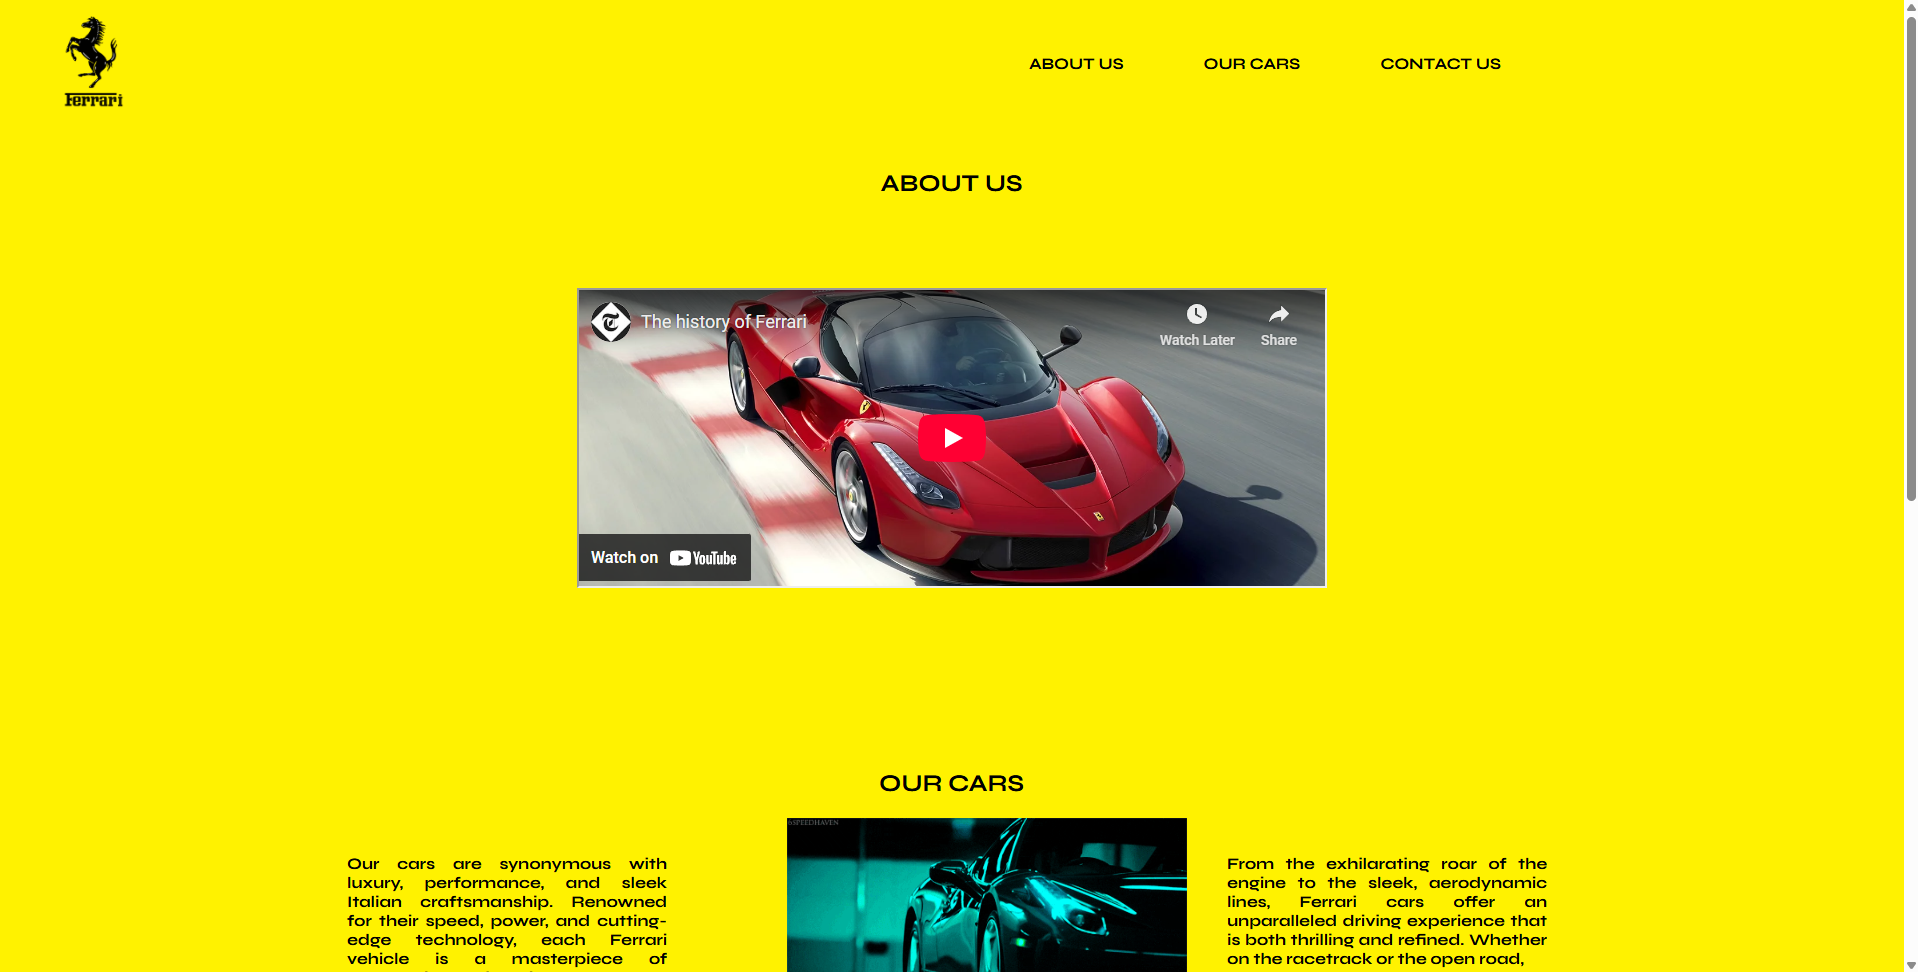 Ferrari
ABOUT US
OUR CARS
CONTACT US
ABOUT US
The history of Ferrari
Watch Later
Share
Watch on YouTube
OUR CARS
Our cars are synonymous with
luxury, performance, and sleek
Italian craftsmanship. Renowned
for their speed, power, and cutting-
edge technology, each Ferrari
vehicle is a masterpiece of
SPEEDHAVEN
From the exhilarating roar of the
engine to the sleek, aerodynamic
lines, Ferrari cars offer an
unparalleled driving experience that
is both thrilling and refined. Whether
on the racetrack or the open road,